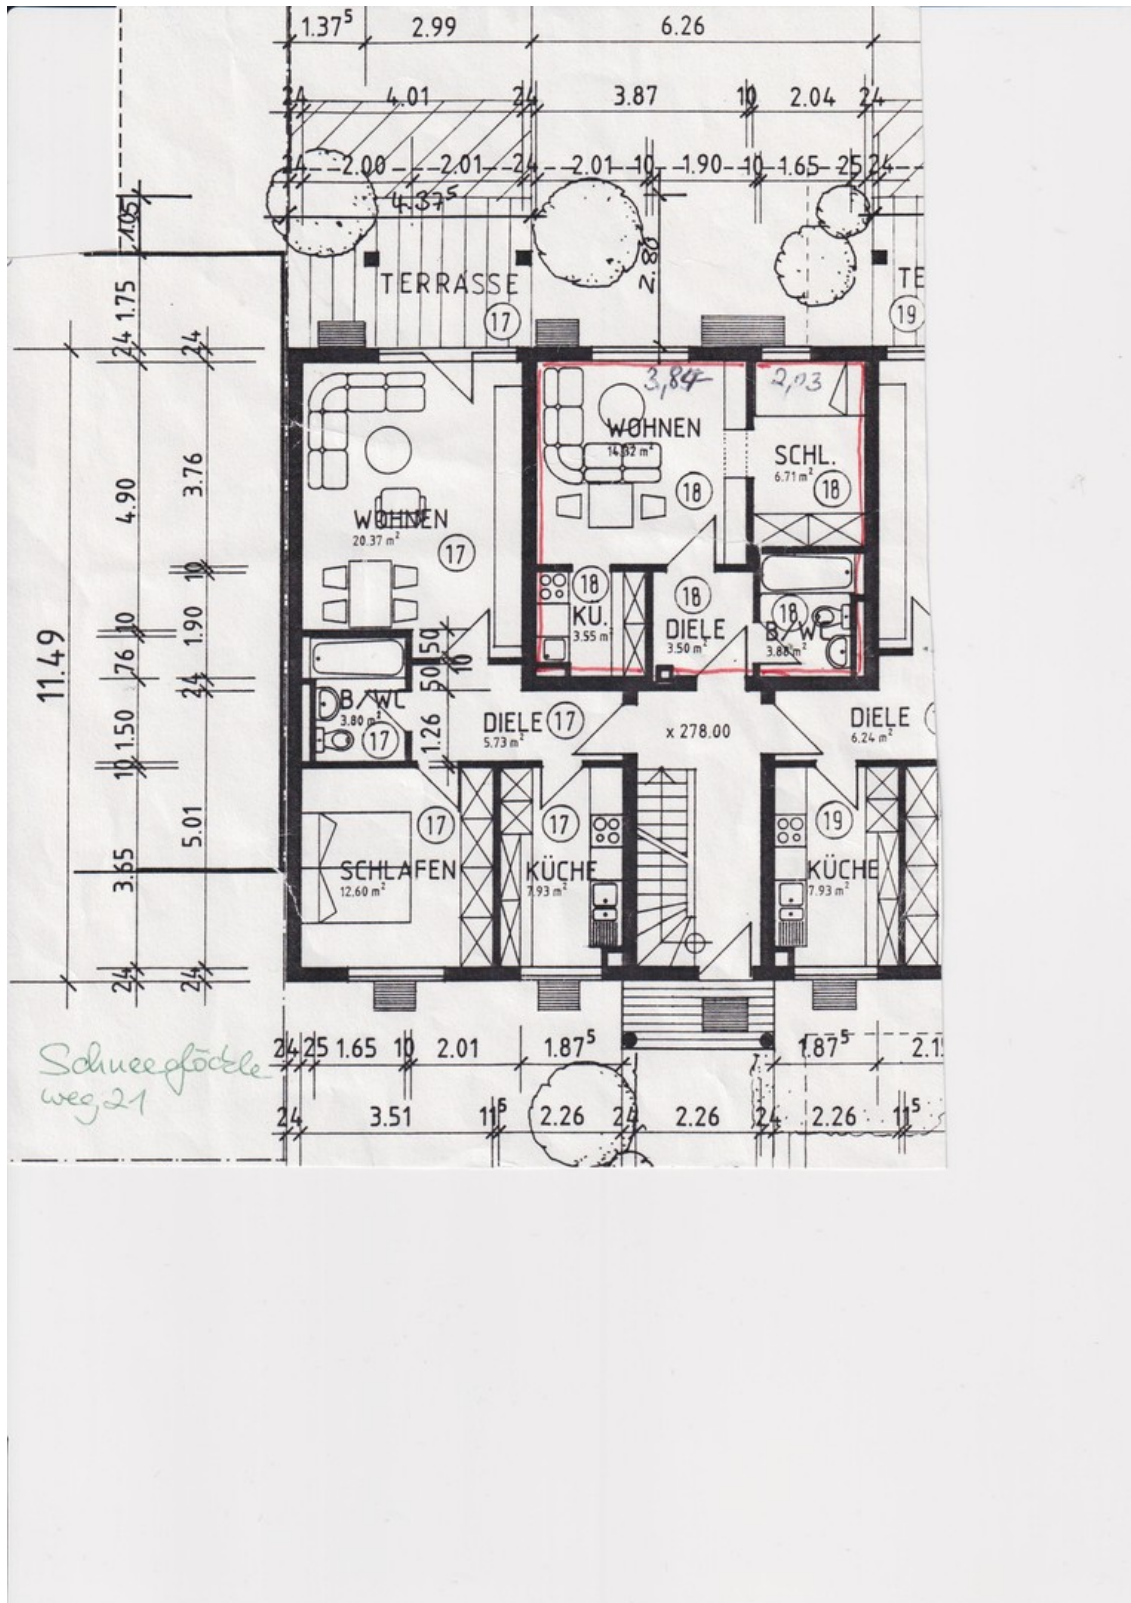 1.37⁵ 2.99 6.26
24 4.01 24 3.87 10 2.04 24
24 2.00 2.01 24 2.01 10 1.90 10 1.65 25 24
4.37⁵
1.05
2.80
TERRASSE
17
TE
19
1.75
24
24
3,84
2,03
WOHNEN
18
SCHL.
6.71 m²
18
4.90
3.76
WOHNEN
20.37 m²
17
10
10
1.90
.76
24
11.49
18
KÜ.
3.55 m²
18
DIELE
3.50 m²
18
B/WC
3.88 m²
50
10
50
1.26
B/WC
3.80 m²
17
DIELE 17
5.73 m²
x 278.00
DIELE
6.24 m²
1.50
10
5.01
3.65
17
SCHLAFEN
12.60 m²
17
KÜCHE
7.93 m²
19
KÜCHE
7.93 m²
24
24
Schneeglöckle
weg 21
24 25 1.65 10 2.01 1.87⁵ 1.87⁵
24 3.51 11⁵ 2.26 24 2.26 24 2.26 11⁵